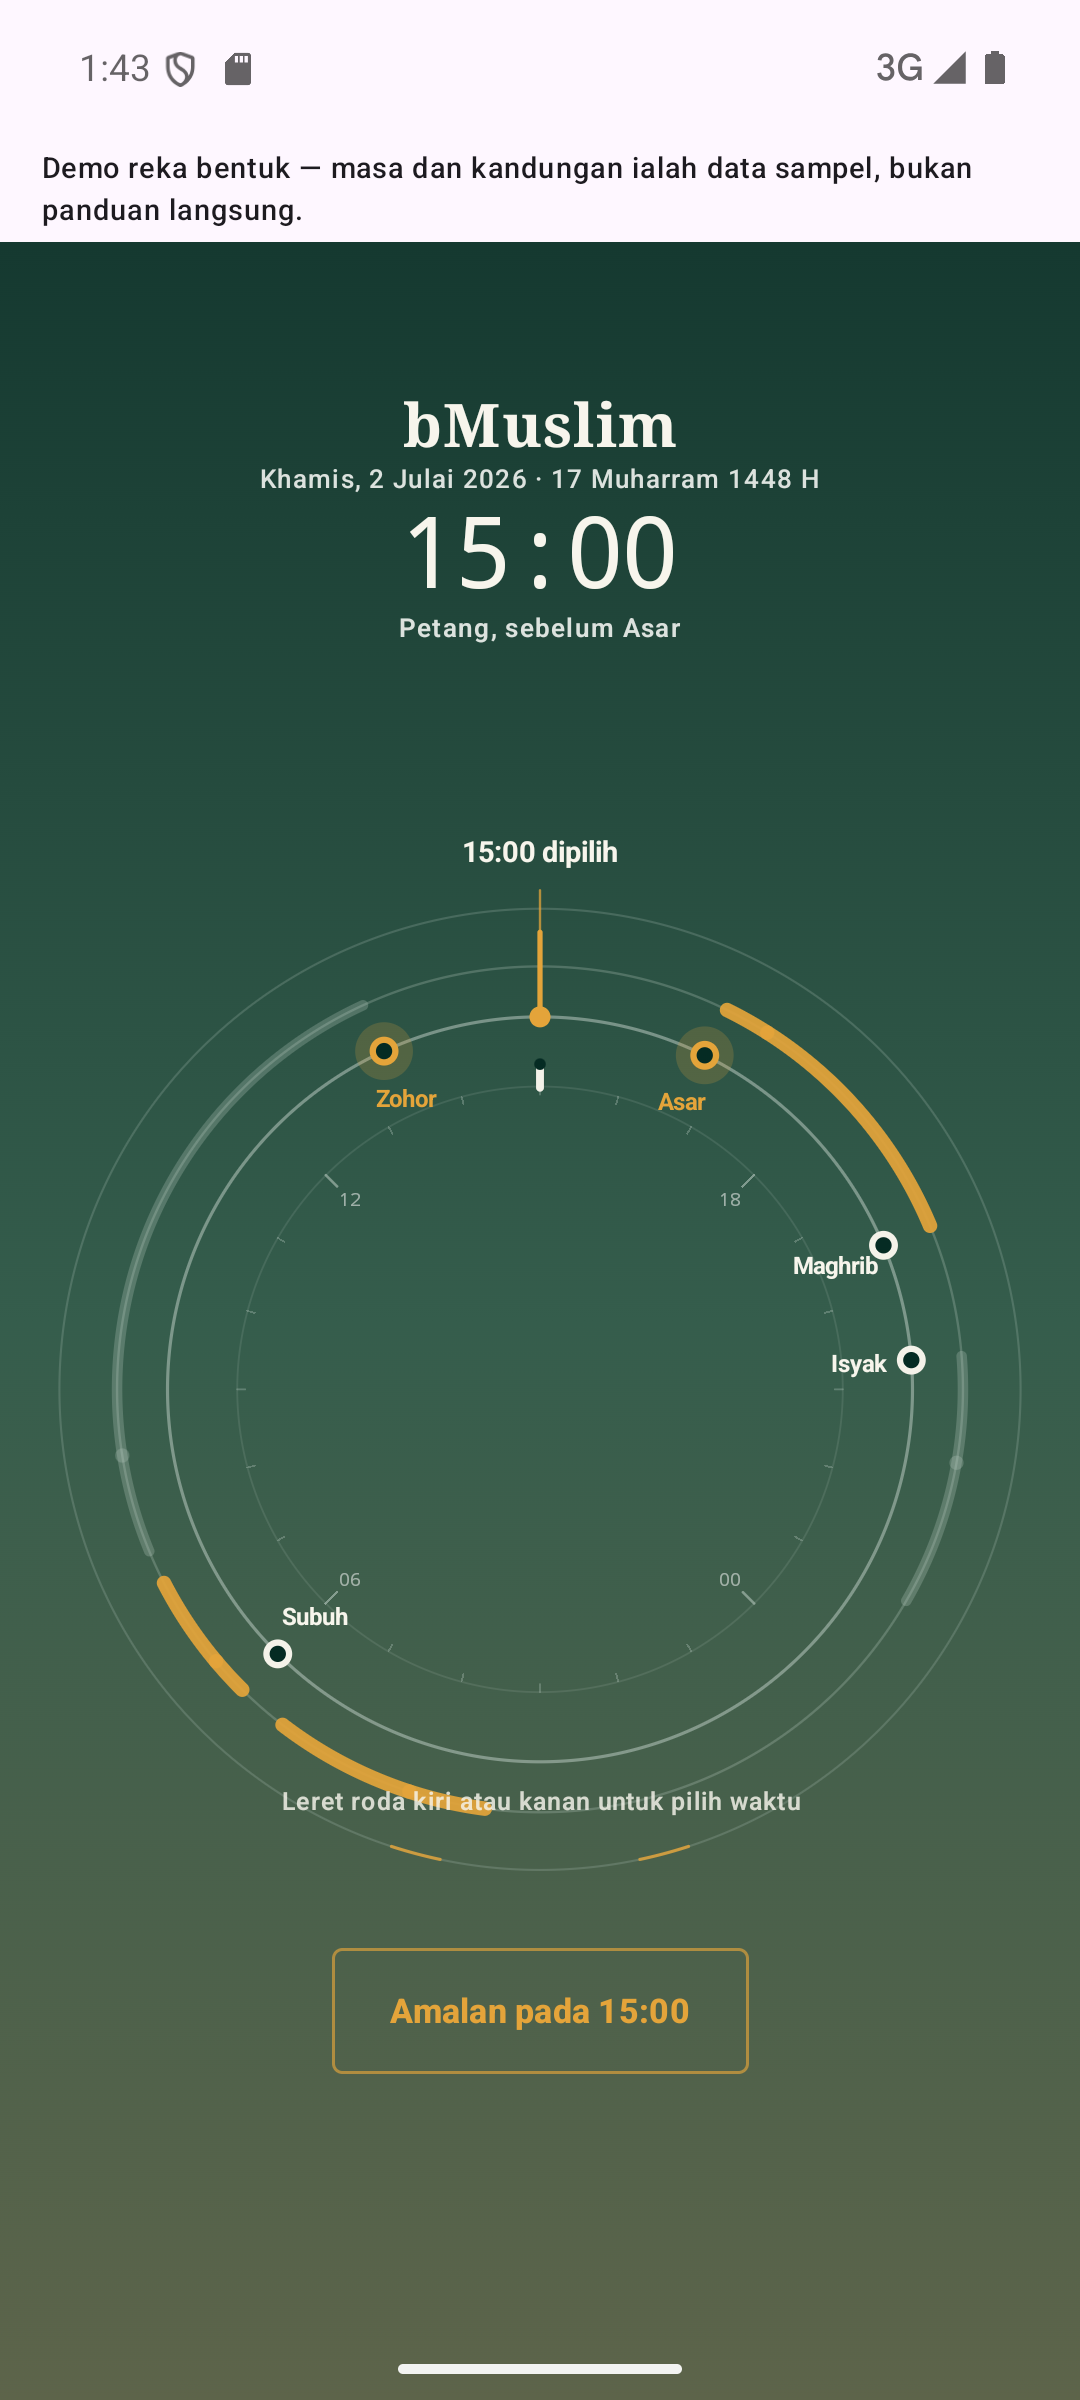 1:43
3G
Demo reka bentuk — masa dan kandungan ialah data sampel, bukan
panduan langsung.
bMuslim
Khamis, 2 Julai 2026 · 17 Muharram 1448 H
15:00
Petang, sebelum Asar
15:00 dipilih
Zohor
Asar
12
18
Maghrib
Isyak
06
00
Subuh
Leret roda kiri atau kanan untuk pilih waktu
Amalan pada 15:00